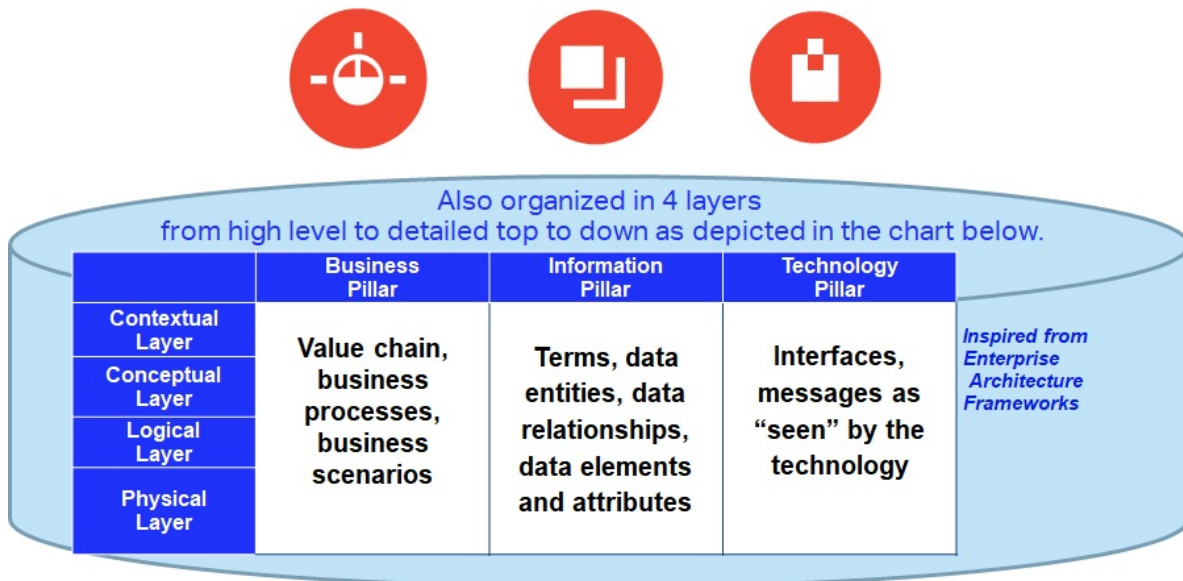 Also organized in 4 layers
from high level to detailed top to down as depicted in the chart below.
Business
Pillar
Information
Pillar
Technology
Pillar
Contextual
Layer
Conceptual
Layer
Logical
Layer
Physical
Layer
Value chain,
business
processes,
business
scenarios
Terms, data
entities, data
relationships,
data elements
and attributes
Interfaces,
messages as
“seen” by the
technology
Inspired from
Enterprise
Architecture
Frameworks